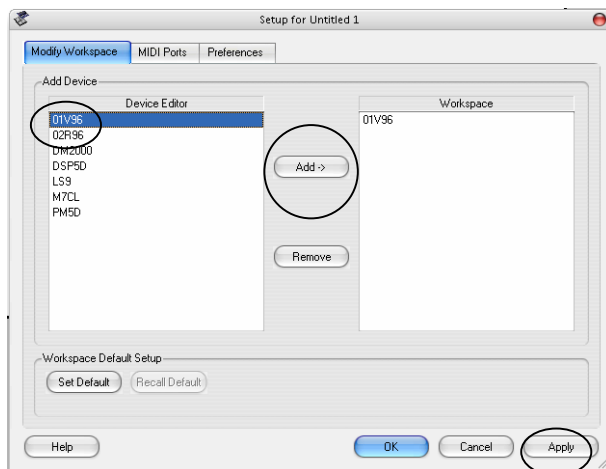 Setup for Untitled 1
Modify Workspace MIDI Ports Preferences
Add Device
Device Editor Workspace
01V96 01V96
02R96
DM2000
DSP5D
LS9
M7CL
PM5D
Add ->
Remove
Workspace Default Setup
Set Default Recall Default
Help OK Cancel Apply